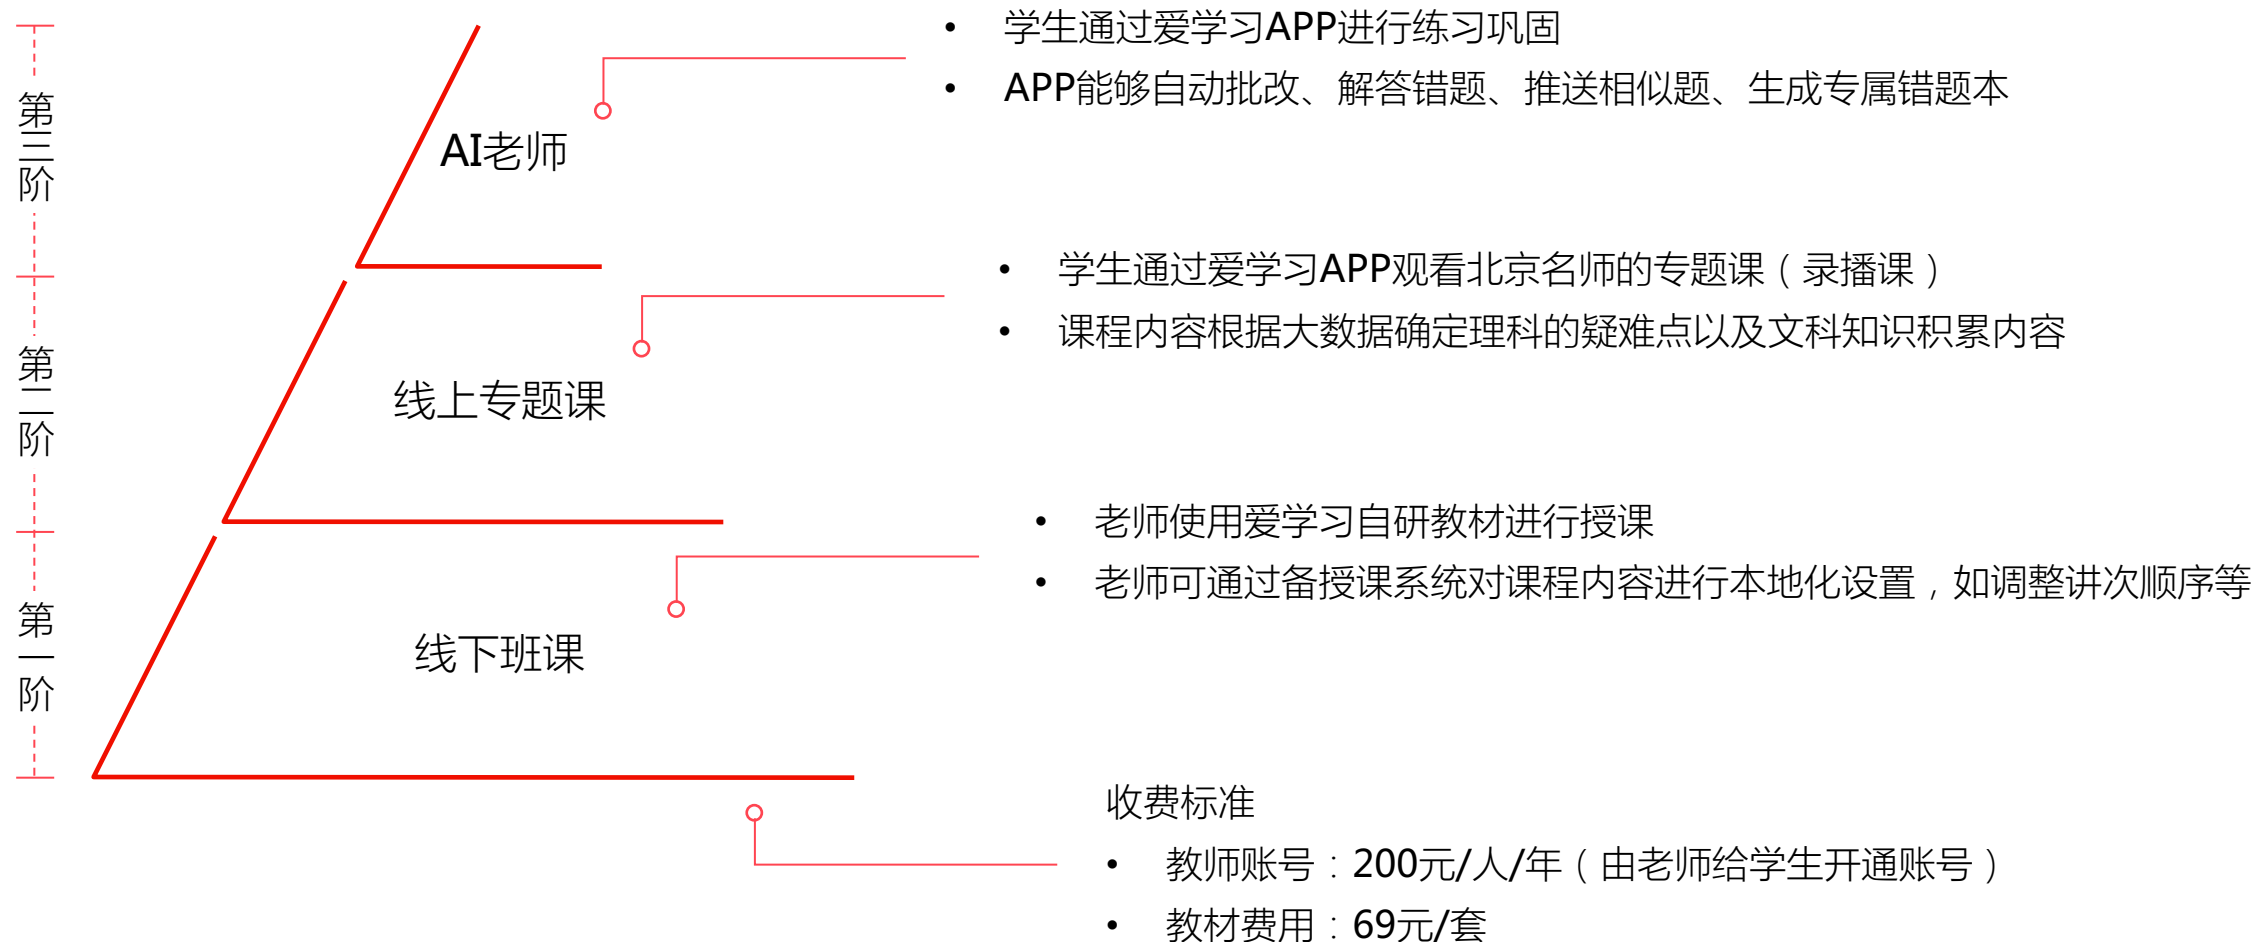 • 学生通过爱学习APP进行练习巩固
• APP能够自动批改、解答错题、推送相似题、生成专属错题本
第三阶
AI老师
• 学生通过爱学习APP观看北京名师的专题课（录播课）
• 课程内容根据大数据确定理科的疑难点以及文科知识积累内容
第二阶
线上专题课
• 老师使用爱学习自研教材进行授课
• 老师可通过备授课系统对课程内容进行本地化设置，如调整讲次顺序等
第一阶
线下班课
收费标准
• 教师账号：200元/人/年（由老师给学生开通账号）
• 教材费用：69元/套